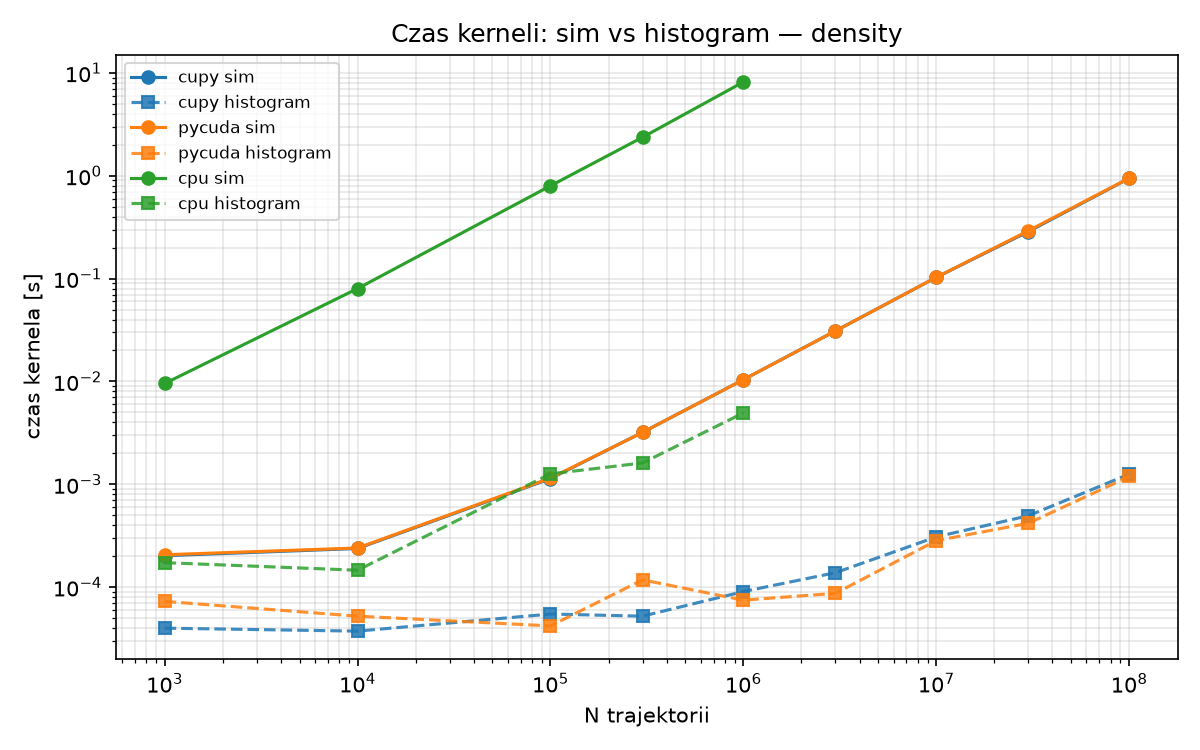 Czas kerneli: sim vs histogram — density
cupy sim
cupy histogram
pycuda sim
pycuda histogram
cpu sim
cpu histogram
czas kernela [s]
10¹
10⁰
10⁻¹
10⁻²
10⁻³
10⁻⁴
10³ 10⁴ 10⁵ 10⁶ 10⁷ 10⁸
N trajektorii